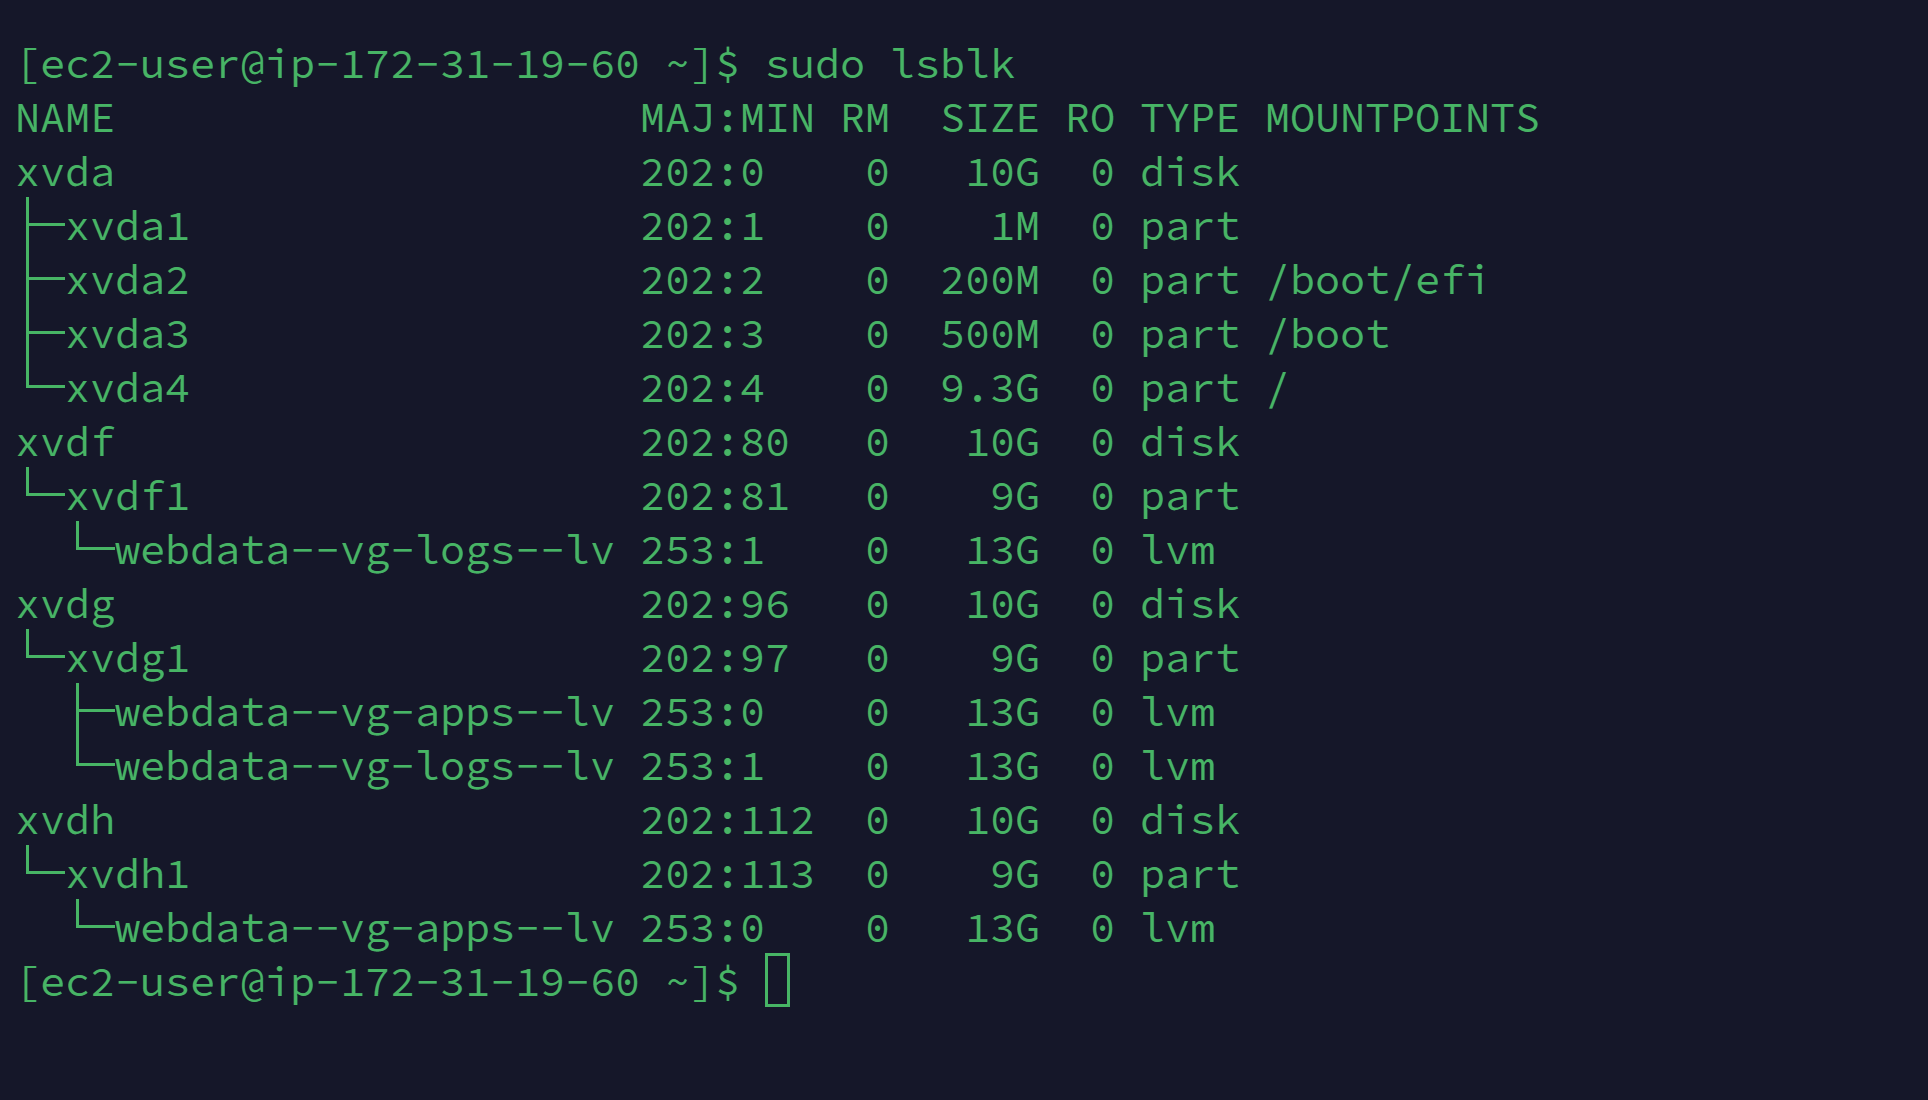 [ec2-user@ip-172-31-19-60 ~]$ sudo lsblk
NAME                     MAJ:MIN RM  SIZE RO TYPE MOUNTPOINTS
xvda                     202:0    0   10G  0 disk
├─xvda1                  202:1    0    1M  0 part
├─xvda2                  202:2    0  200M  0 part /boot/efi
├─xvda3                  202:3    0  500M  0 part /boot
└─xvda4                  202:4    0  9.3G  0 part /
xvdf                     202:80   0   10G  0 disk
└─xvdf1                  202:81   0    9G  0 part
  └─webdata--vg-logs--lv 253:1    0   13G  0 lvm
xvdg                     202:96   0   10G  0 disk
└─xvdg1                  202:97   0    9G  0 part
  ├─webdata--vg-apps--lv 253:0    0   13G  0 lvm
  └─webdata--vg-logs--lv 253:1    0   13G  0 lvm
xvdh                     202:112  0   10G  0 disk
└─xvdh1                  202:113  0    9G  0 part
  └─webdata--vg-apps--lv 253:0    0   13G  0 lvm
[ec2-user@ip-172-31-19-60 ~]$